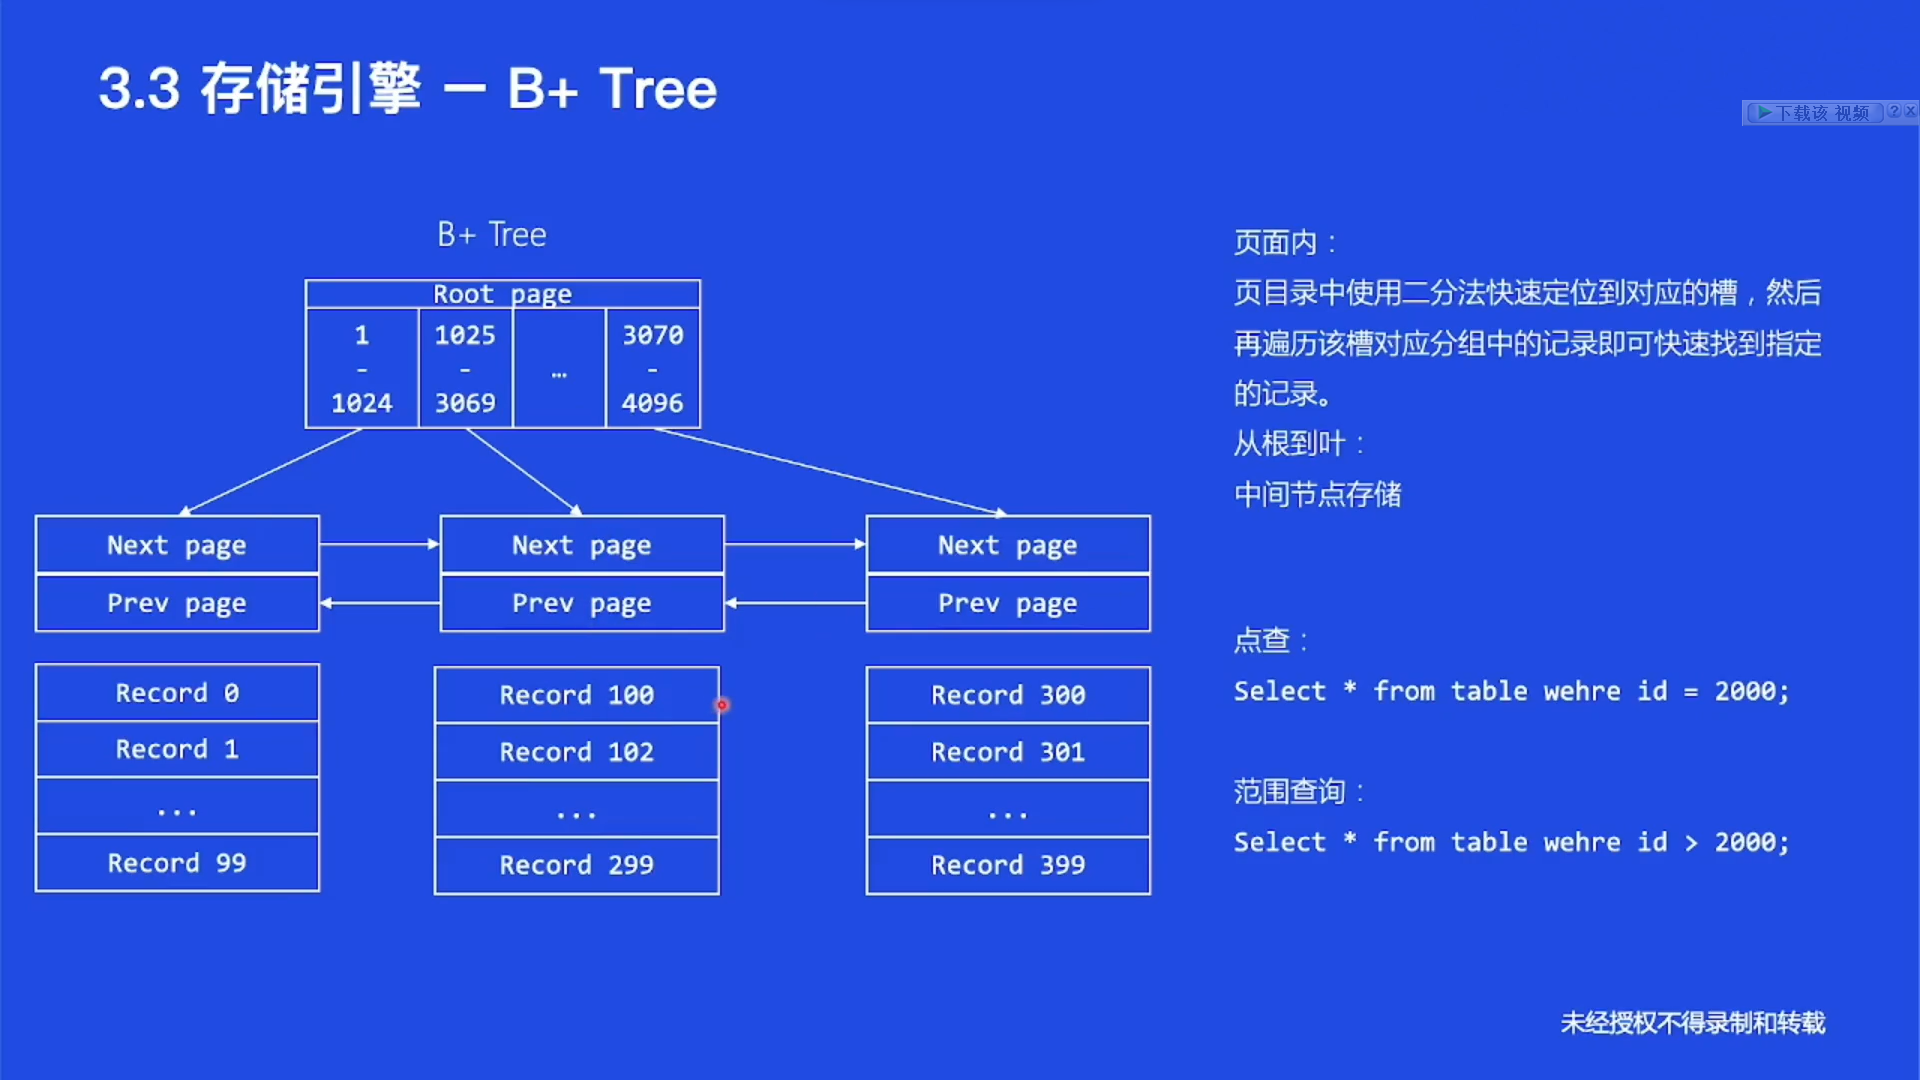 3.3 存储引擎 — B+ Tree
下载该 视频
B+ Tree
Root page
1
-
1024
1025
-
3069
...
3070
-
4096
Next page
Prev page
Next page
Prev page
Next page
Prev page
Record 0
Record 1
...
Record 99
Record 100
Record 102
...
Record 299
Record 300
Record 301
...
Record 399
页面内：
页目录中使用二分法快速定位到对应的槽，然后
再遍历该槽对应分组中的记录即可快速找到指定
的记录。
从根到叶：
中间节点存储
点查：
Select * from table wehre id = 2000;
范围查询：
Select * from table wehre id > 2000;
未经授权不得录制和转载